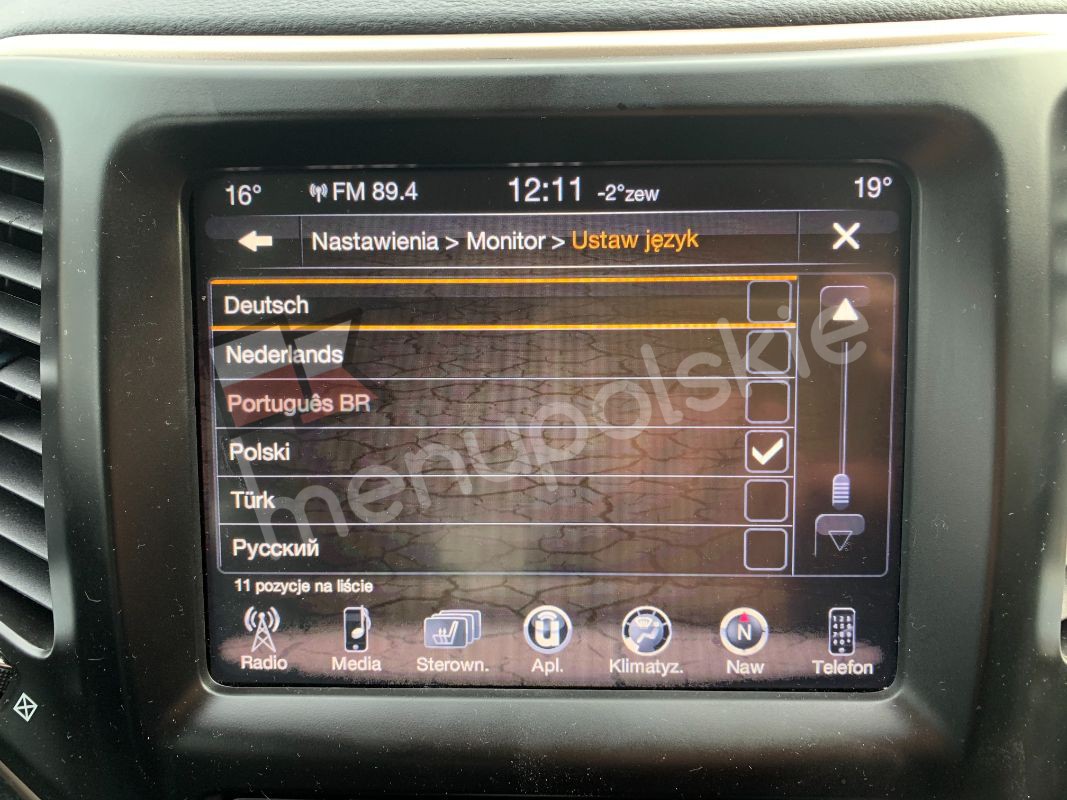 16° FM 89.4 12:11 -2°zew 19°
Nastawienia > Monitor > Ustaw język
Deutsch
Nederlands
Português BR
Polski
Türk
Русский
11 pozycje na liście
Radio Media Sterown. Apl. Klimatyz. Naw Telefon
N
menupolskie